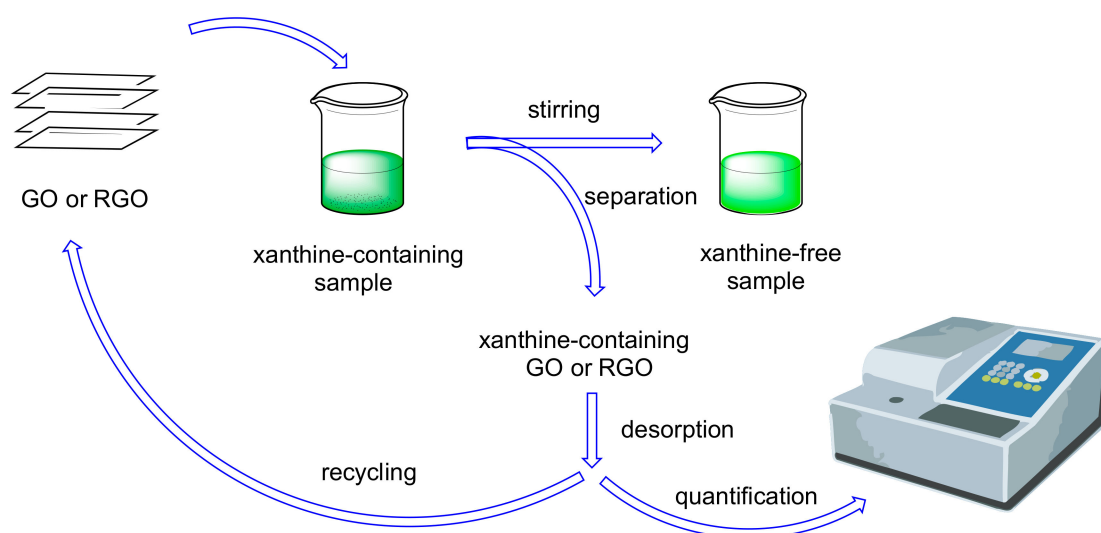 stirring
separation
GO or RGO
xanthine-containing
sample
xanthine-free
sample
xanthine-containing
GO or RGO
desorption
recycling
quantification